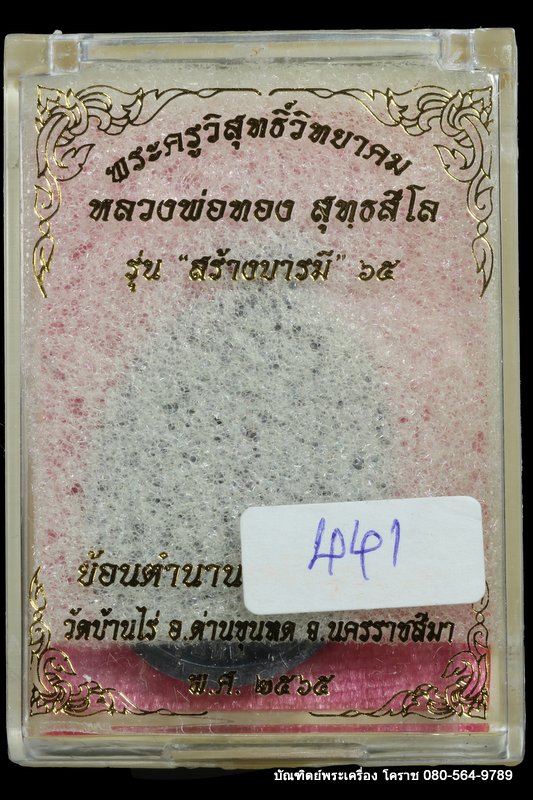 พระครูวิสุทธิ์วิทยาคม
หลวงพ่อทอง สุทฺธสีโล
รุ่น “สร้างบารมี” ๖๕
441
ย้อนตำนาน
วัดบ้านไร่ อ.ด่านขุนทด จ.นครราชสีมา
พ.ศ. ๒๕๖๕
บัณฑิตย์พระเครื่อง โคราช 080-564-9789